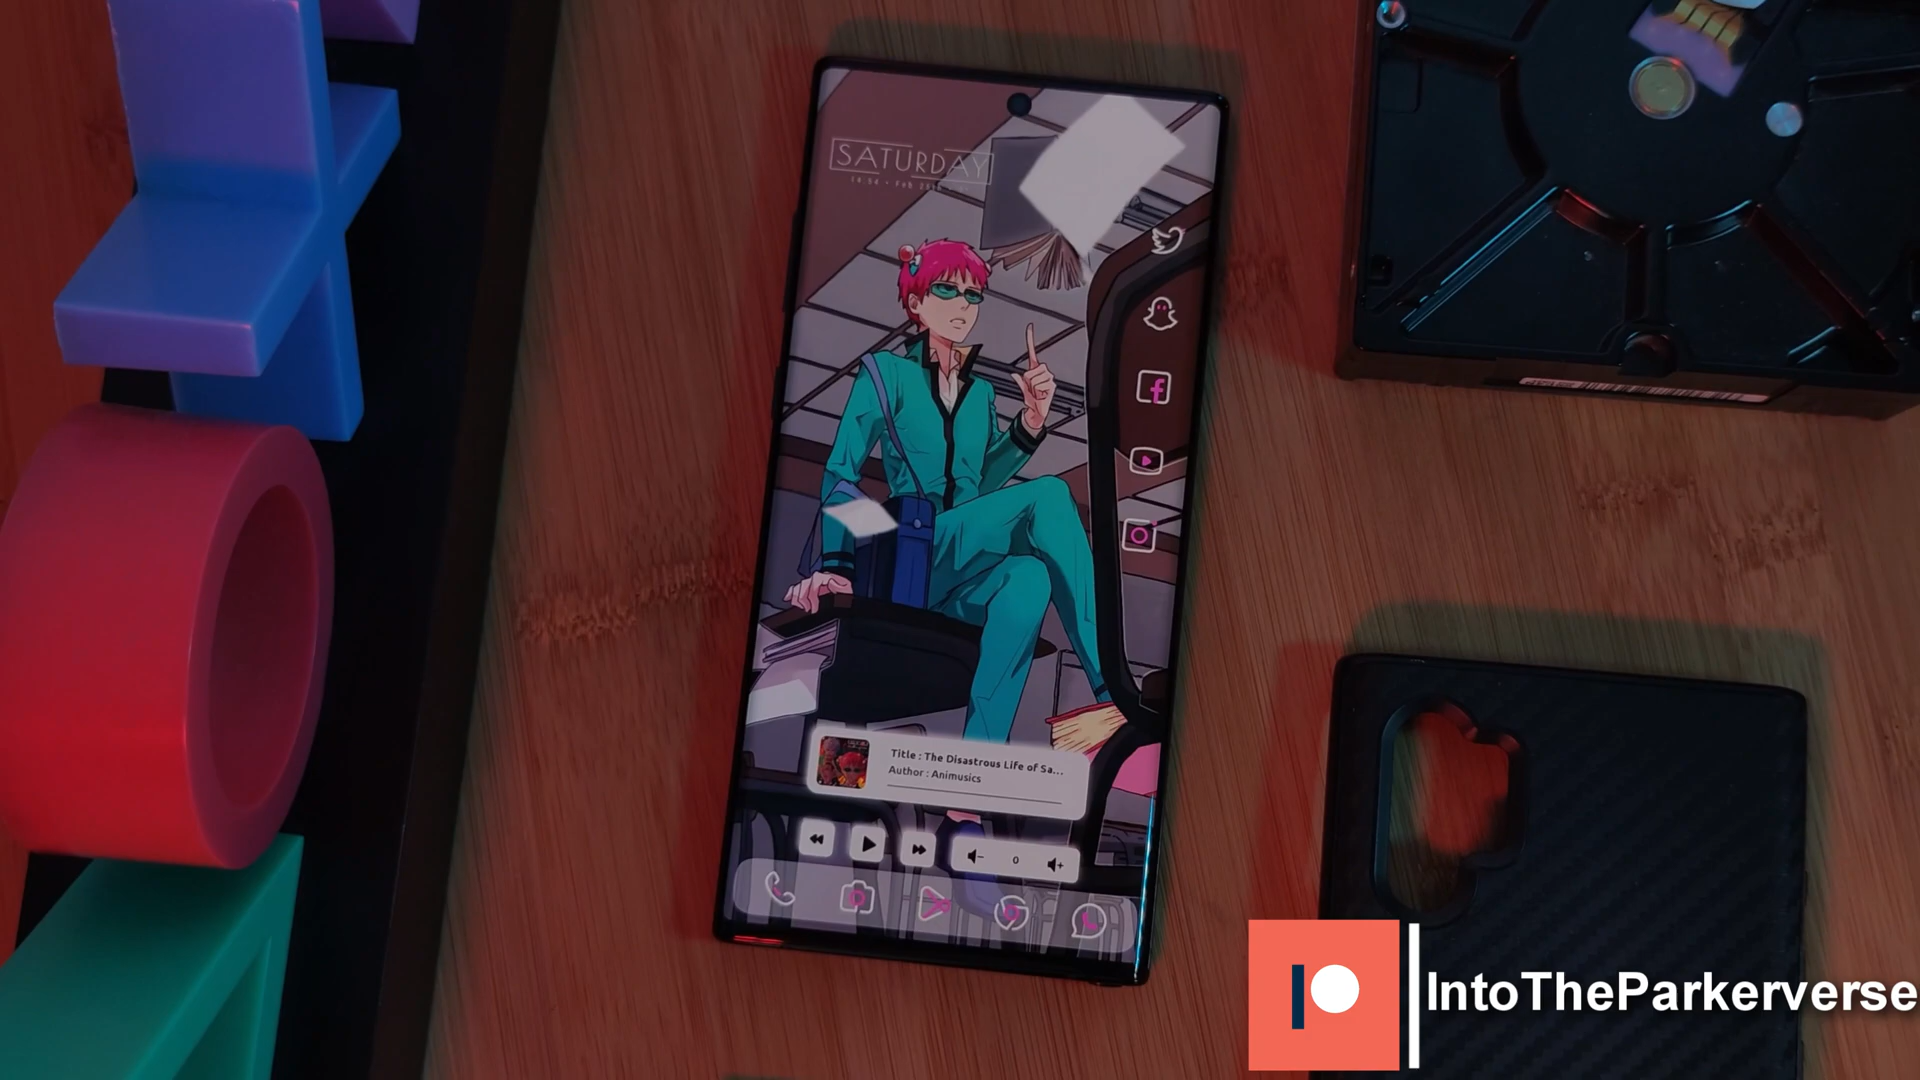 SATURDAY
Title : The Disastrous Life of Sa...
Author : Animusics
0
IntoTheParkerverse